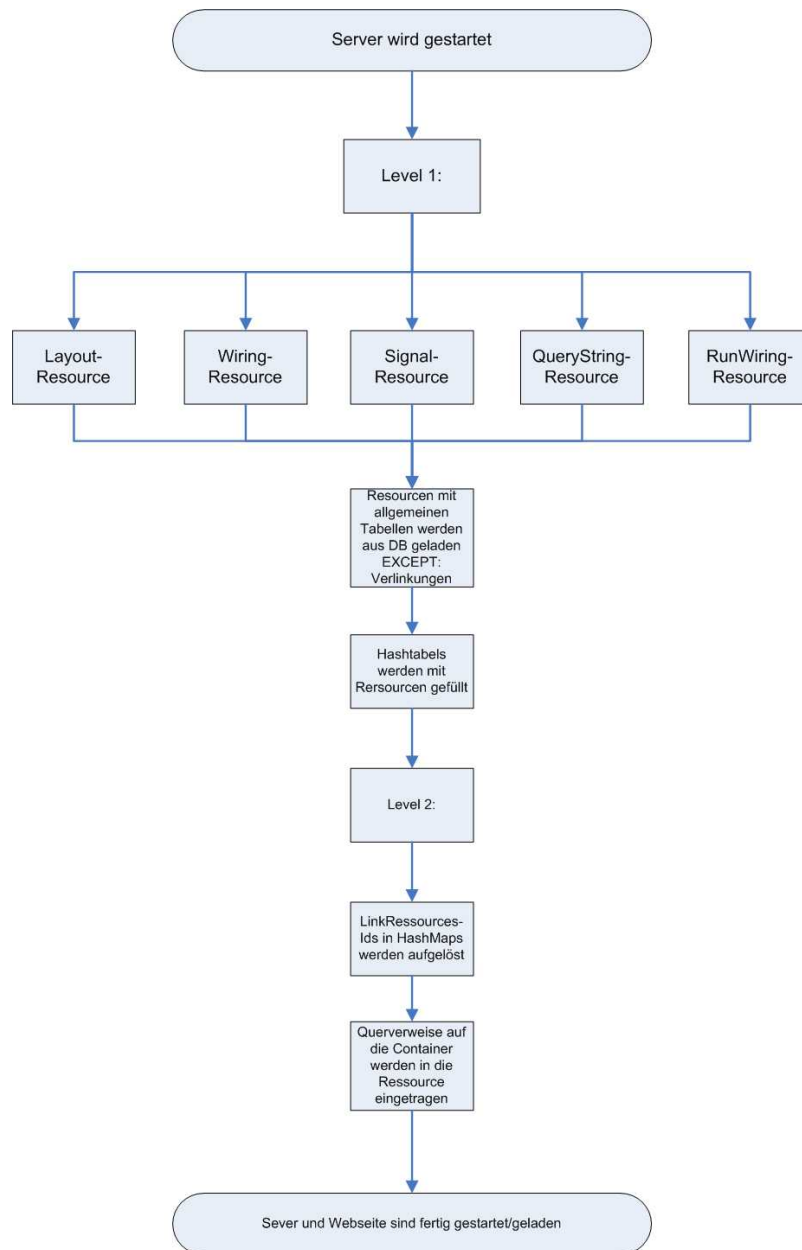 Server wird gestartet
Level 1:
Layout-
Resource
Wiring-
Resource
Signal-
Resource
QueryString-
Resource
RunWiring-
Resource
Resourcen mit
allgemeinen
Tabellen werden
aus DB geladen
EXCEPT:
Verlinkungen
Hashtabels
werden mit
Rersourcen gefüllt
Level 2:
LinkRessources-
Ids in HashMaps
werden aufgelöst
Querverweise auf
die Container
werden in die
Ressource
eingetragen
Sever und Webseite sind fertig gestartet/geladen